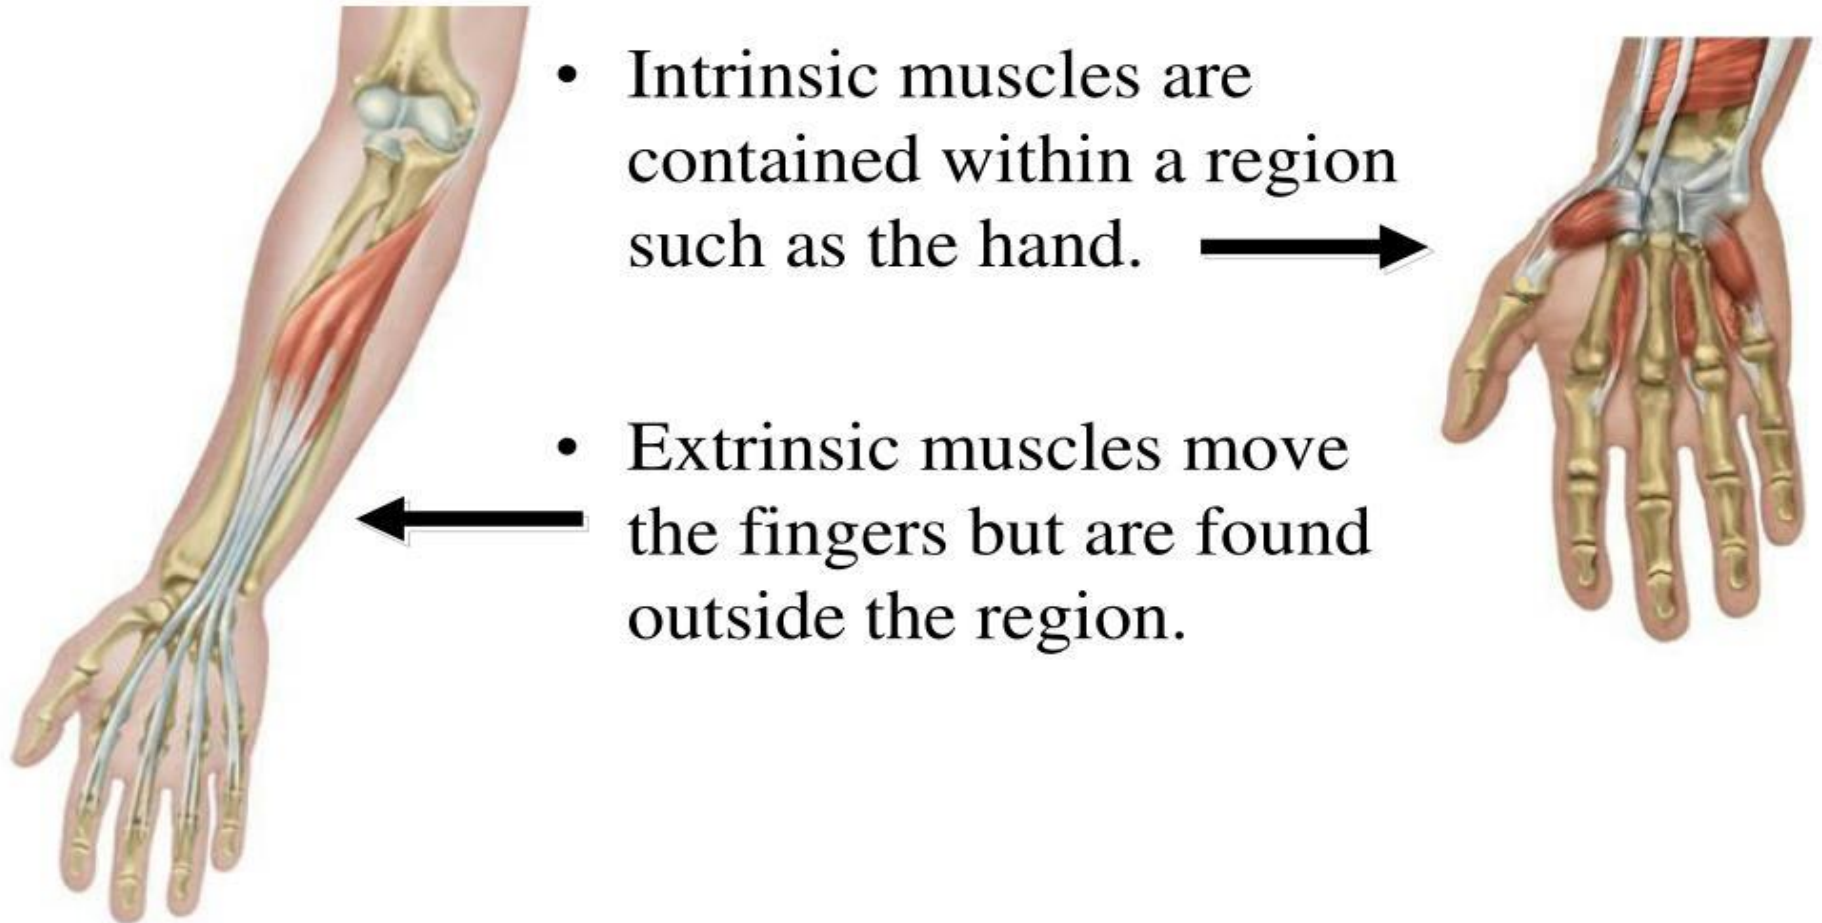 • Intrinsic muscles are
contained within a region
such as the hand.
• Extrinsic muscles move
the fingers but are found
outside the region.